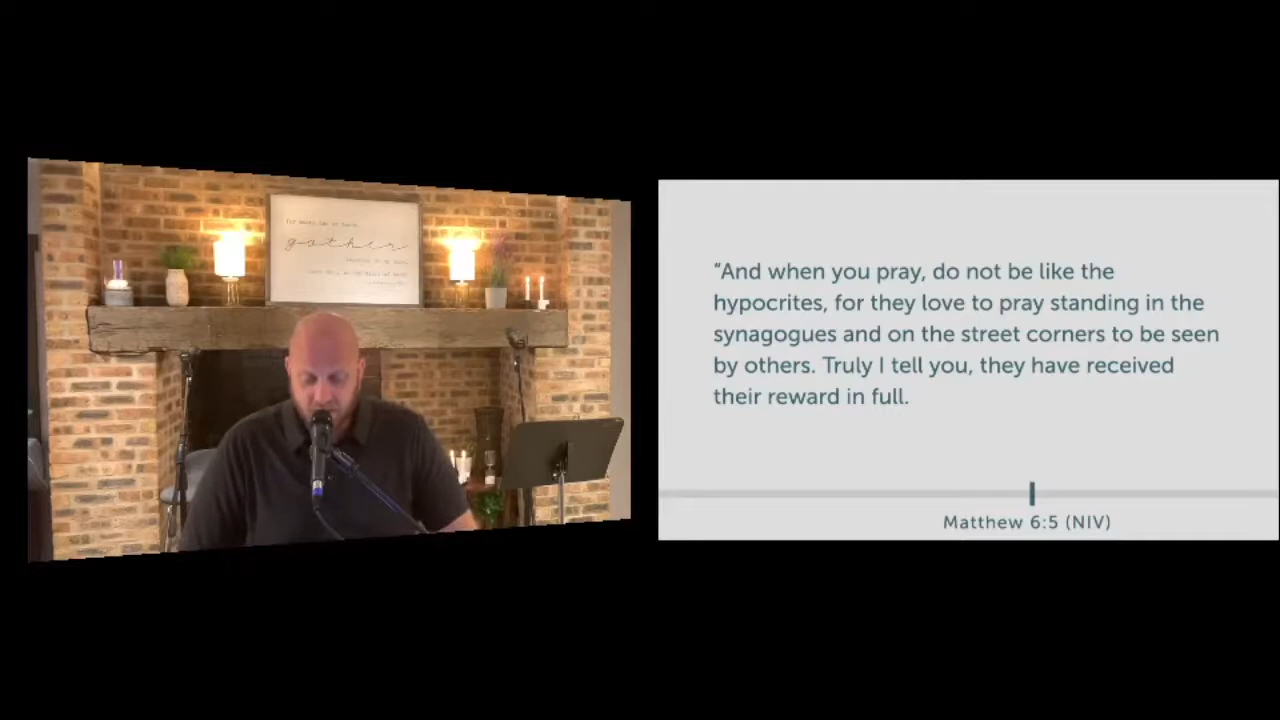 gather
“And when you pray, do not be like the
hypocrites, for they love to pray standing in the
synagogues and on the street corners to be seen
by others. Truly I tell you, they have received
their reward in full.
Matthew 6:5 (NIV)